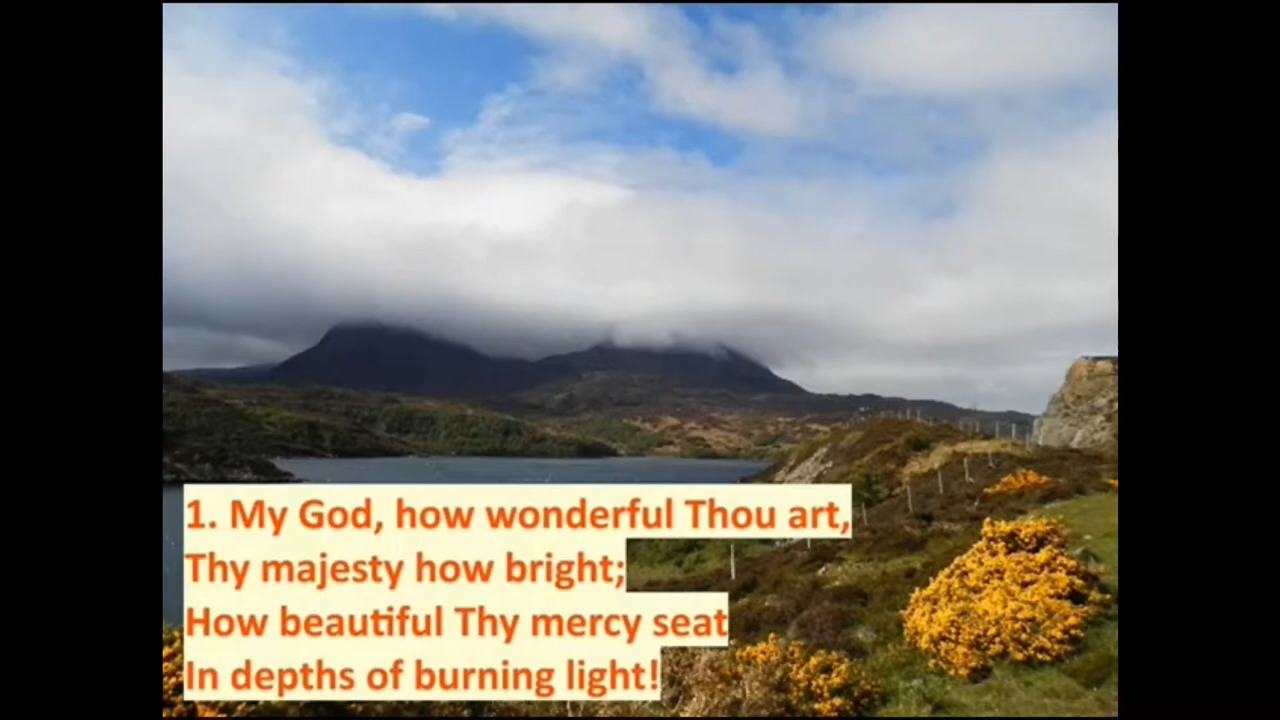 1. My God, how wonderful Thou art,
Thy majesty how bright;
How beautiful Thy mercy seat
In depths of burning light!